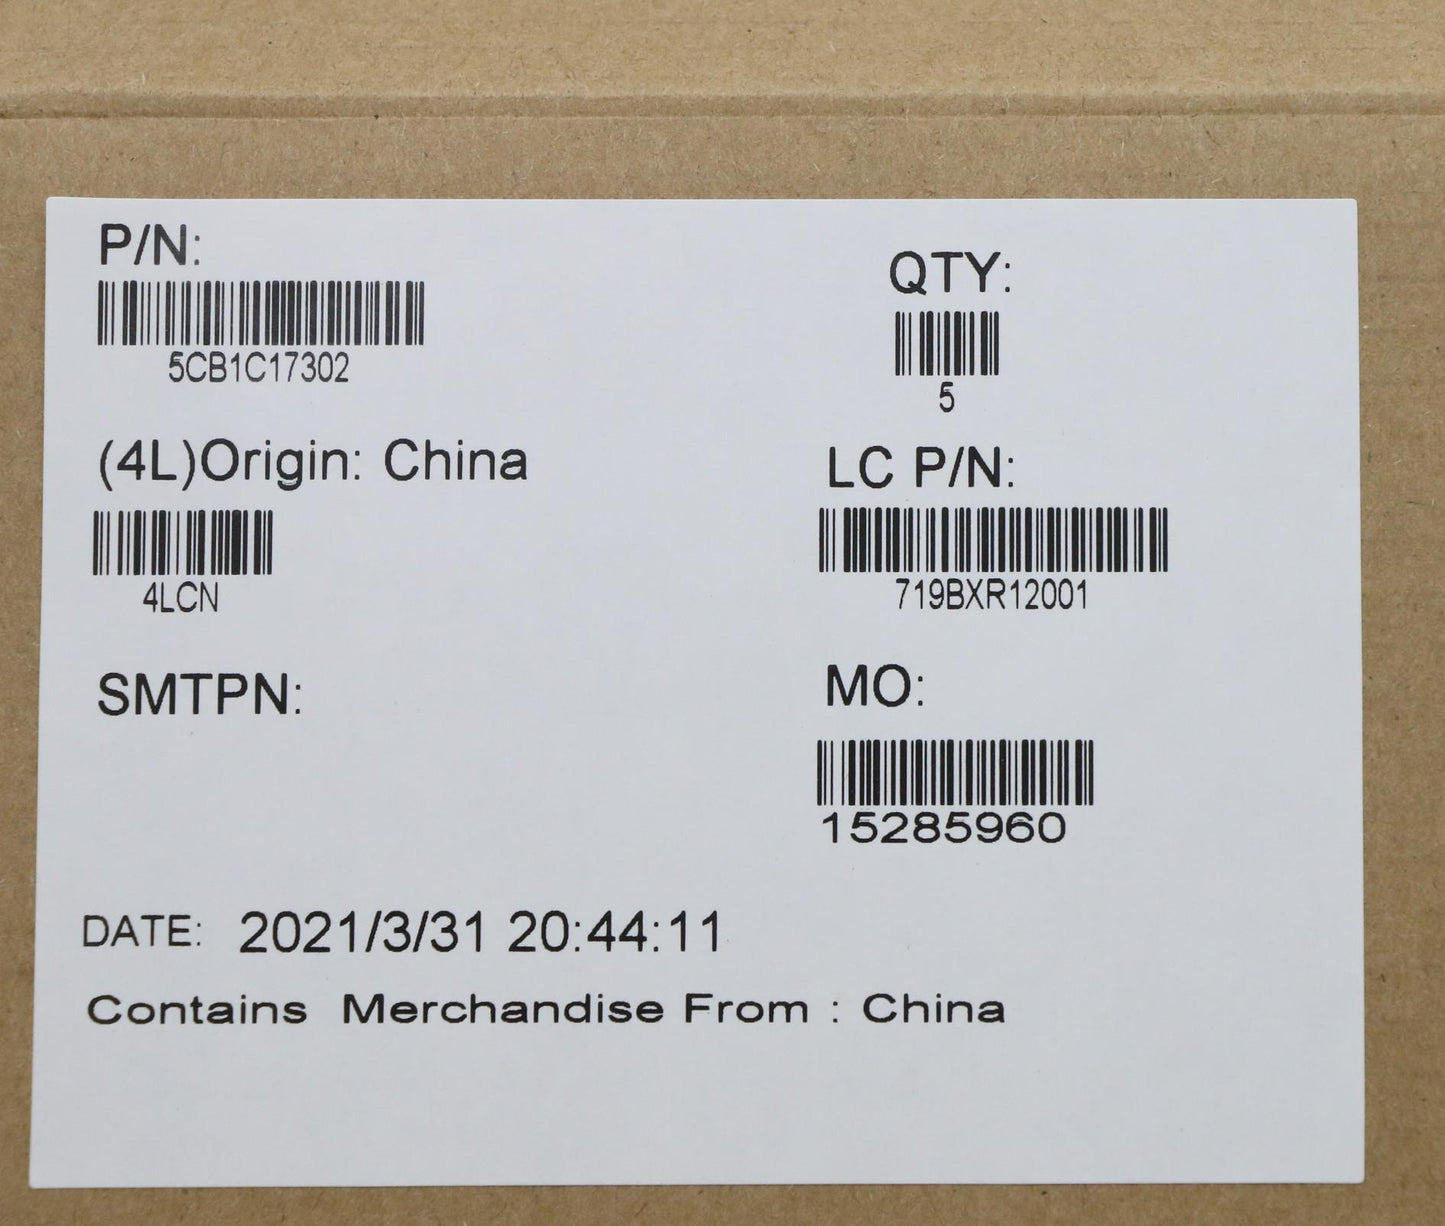 P/N:
5CB1C17302
QTY:
5
(4L)Origin: China
4LCN
LC P/N:
719BXR12001
SMTPN:
MO:
15285960
DATE: 2021/3/31 20:44:11
Contains Merchandise From : China